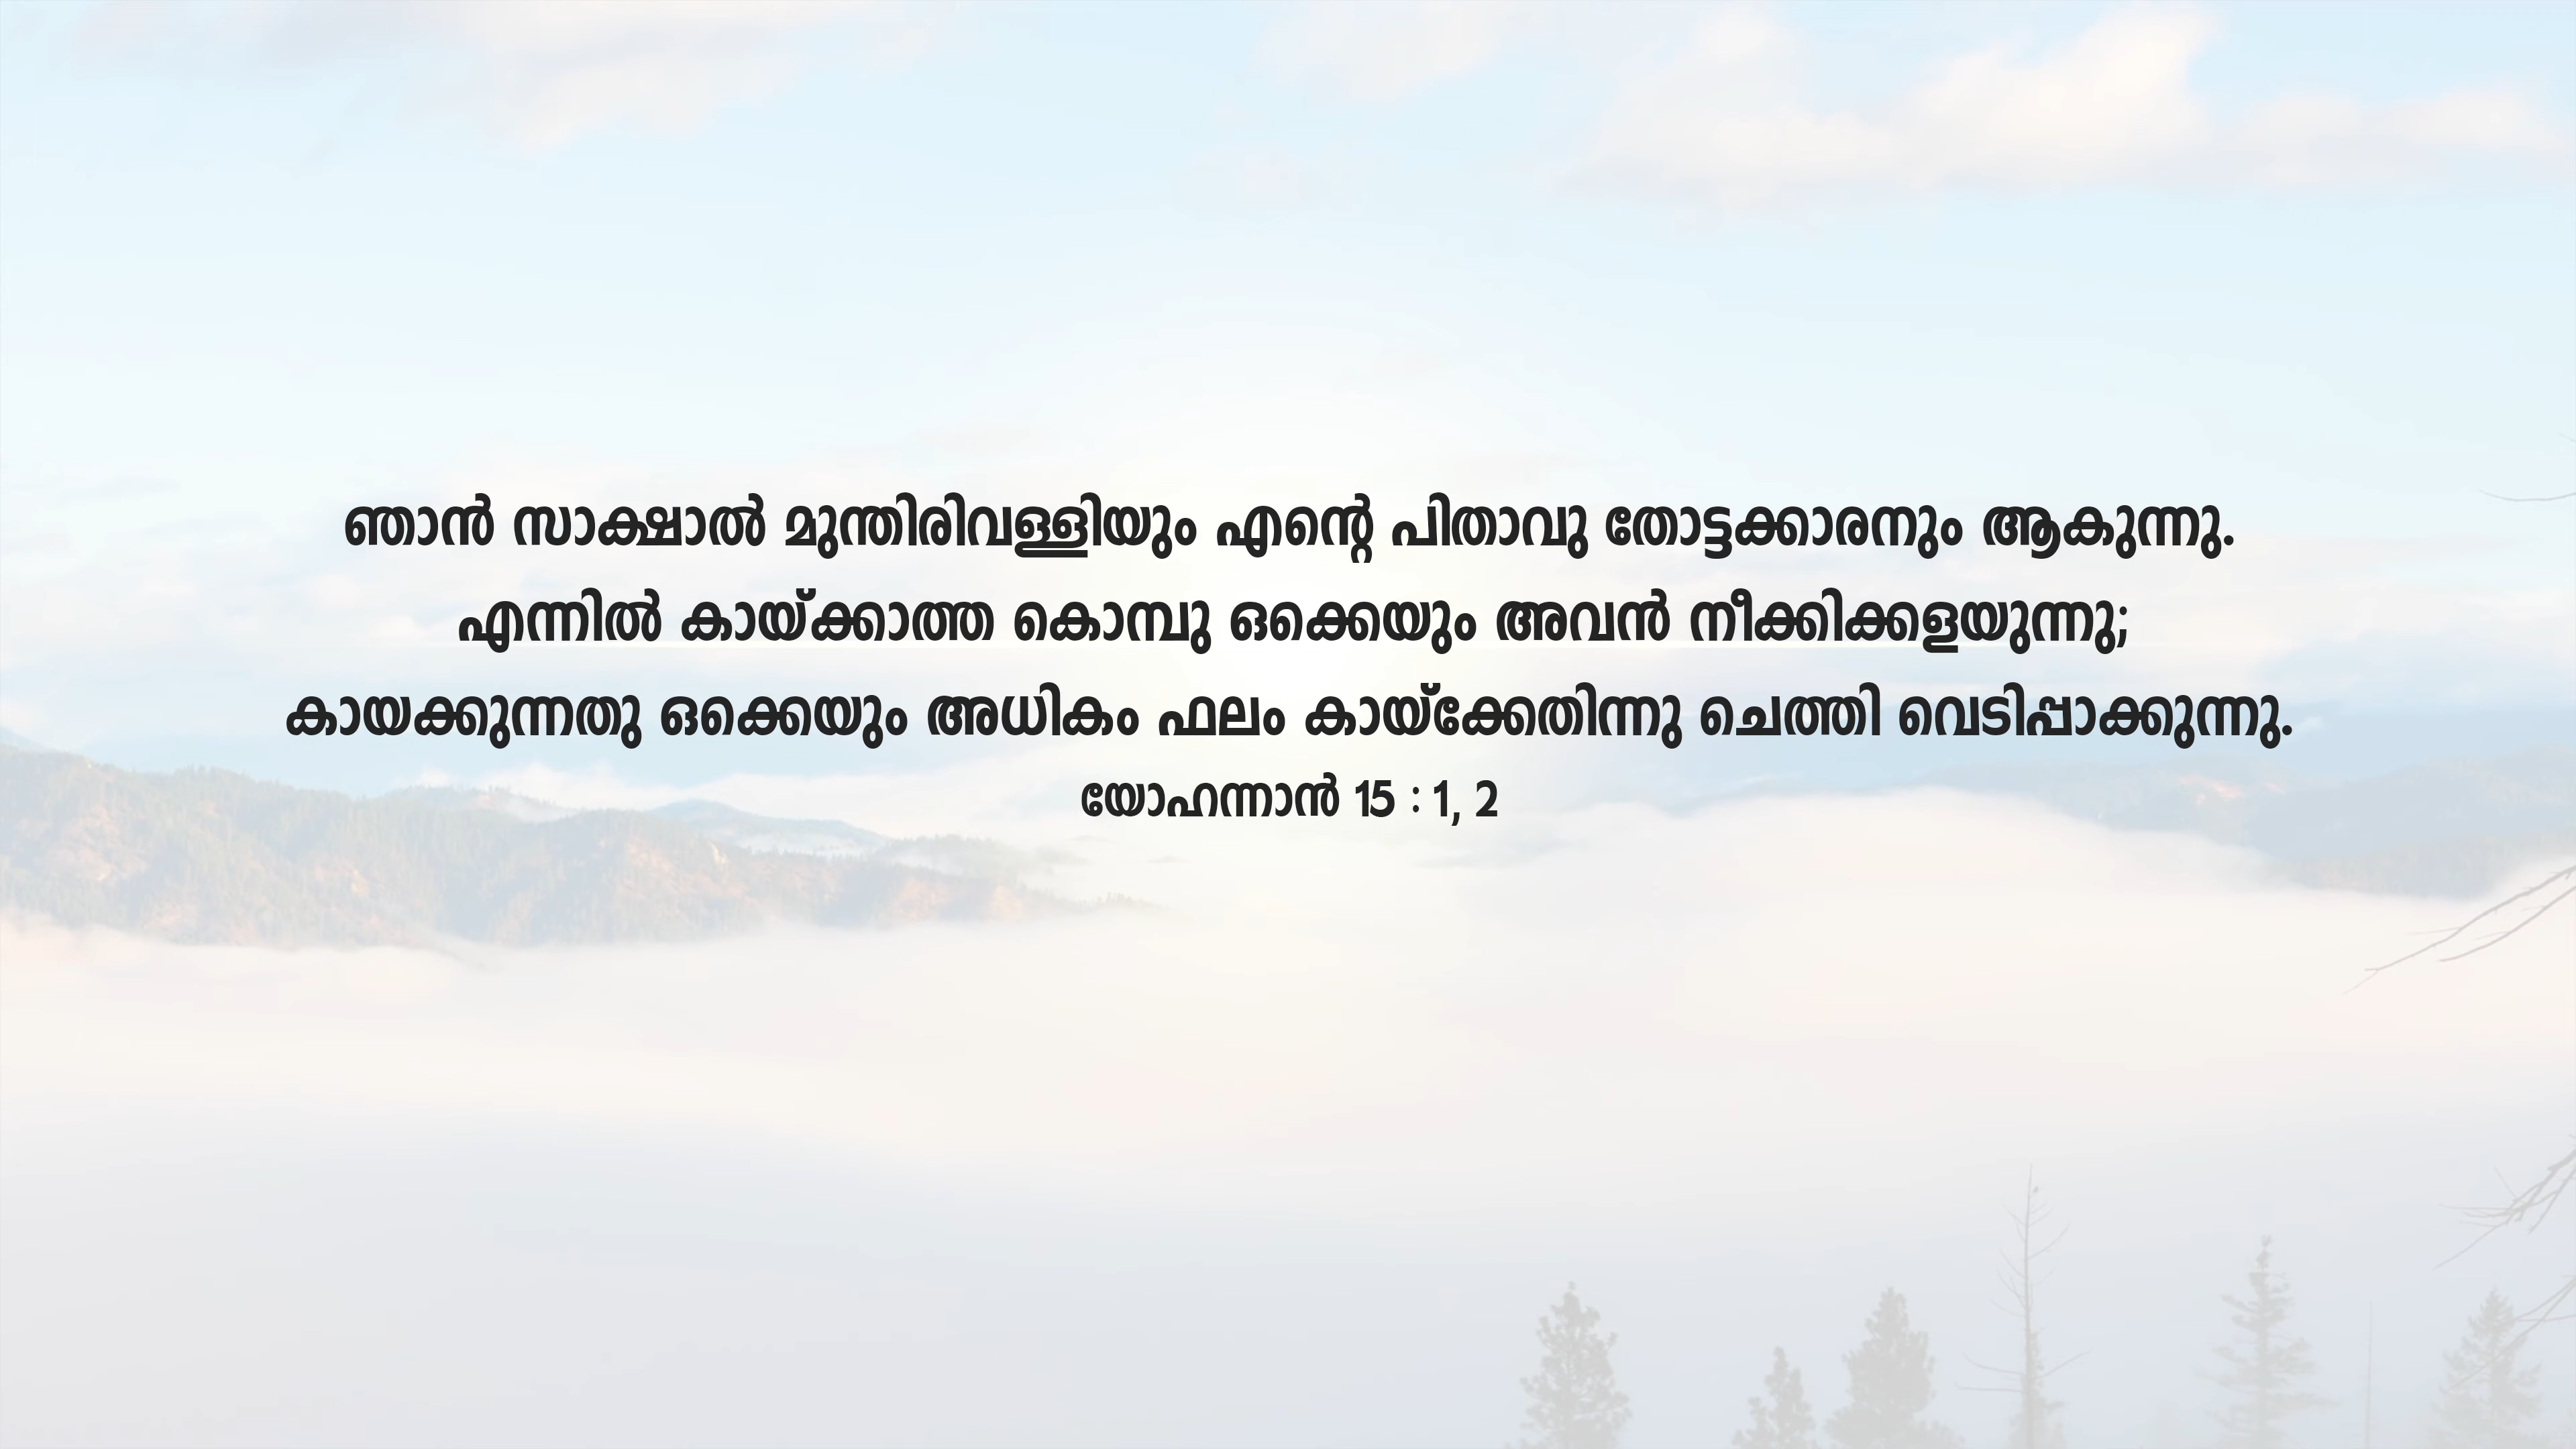 ഞാൻ സാക്ഷാൽ മുന്തിരിവള്ളിയും എന്റെ പിതാവു തോട്ടക്കാരനും ആകുന്നു.
എന്നിൽ കായ്ക്കാത്ത കൊമ്പു ഒക്കെയും അവൻ നീക്കിക്കളയുന്നു;
കായക്കുന്നതു ഒക്കെയും അധികം ഫലം കായ്ക്കേതിന്നു ചെത്തി വെടിപ്പാക്കുന്നു.
യോഹന്നാൻ 15 : 1, 2